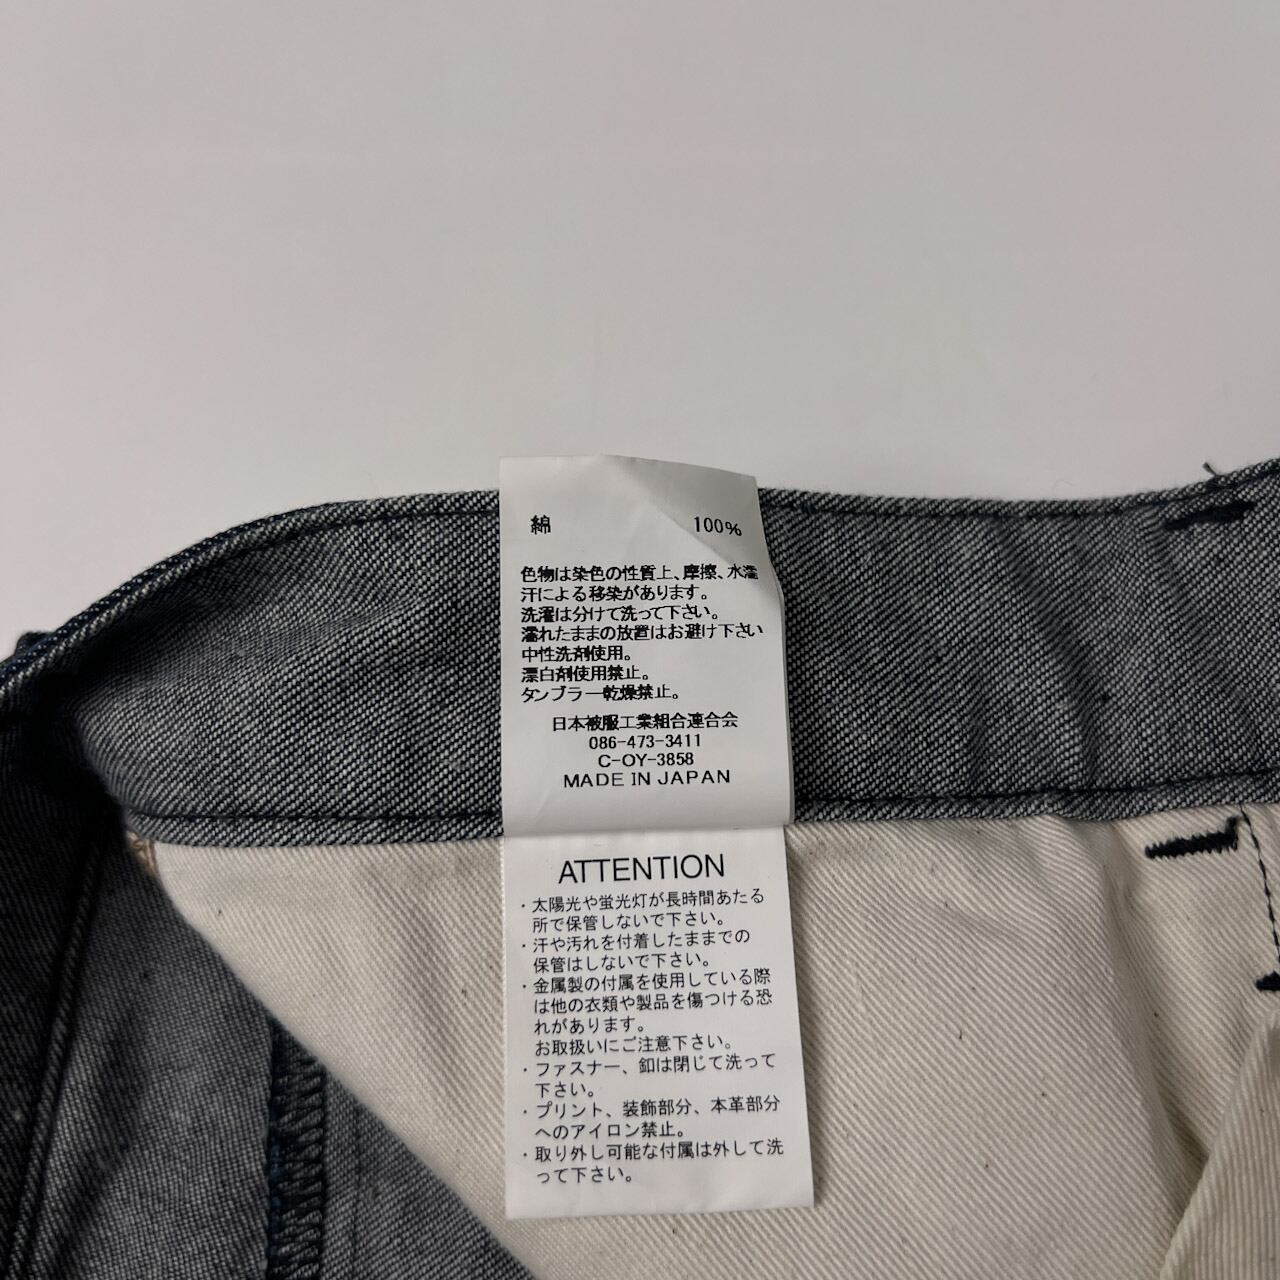 綿 100%
色物は染色の性質上、摩擦、水濡
汗による移染があります。
洗濯は分けて洗って下さい。
濡れたままの放置はお避け下さい
中性洗剤使用。
漂白剤使用禁止。
タンブラー乾燥禁止。
日本被服工業組合連合会
086-473-3411
C-OY-3858
MADE IN JAPAN
ATTENTION
・太陽光や蛍光灯が長時間あたる
所で保管しないで下さい。
・汗や汚れを付着したままでの
保管はしないで下さい。
・金属製の付属を使用している際
は他の衣類や製品を傷つける恐
れがあります。
お取扱いにご注意下さい。
・ファスナー、釦は閉じて洗って
下さい。
・プリント、装飾部分、本革部分
へのアイロン禁止。
・取り外し可能な付属は外して洗
って下さい。